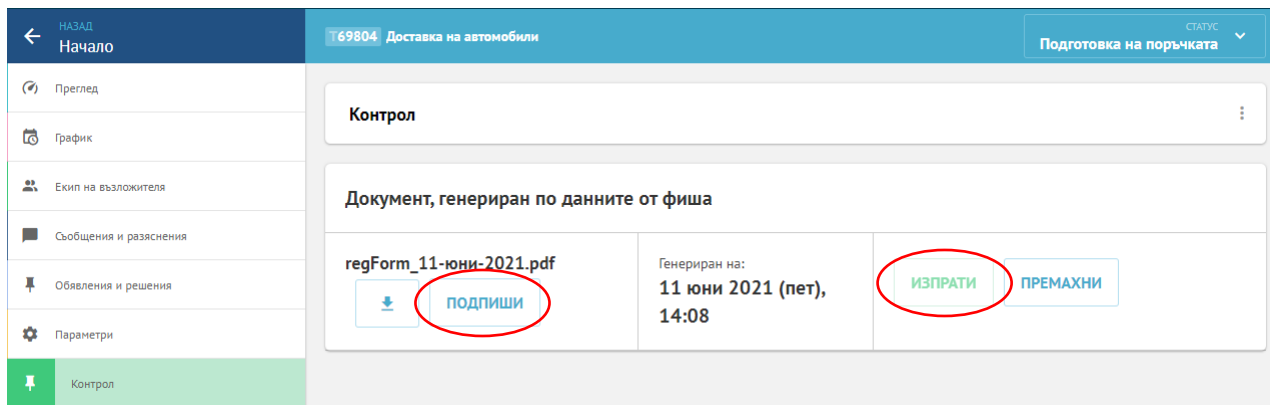 НАЗАД
Начало
T69804 Доставка на автомобили
СТАТУС
Подготовка на поръчката
Преглед
График
Екип на възложителя
Съобщения и разяснения
Обявления и решения
Параметри
Контрол
Контрол
Документ, генериран по данните от фиша
regForm_11-юни-2021.pdf
ПОДПИШИ
Генериран на:
11 юни 2021 (пет),
14:08
ИЗПРАТИ
ПРЕМАХНИ